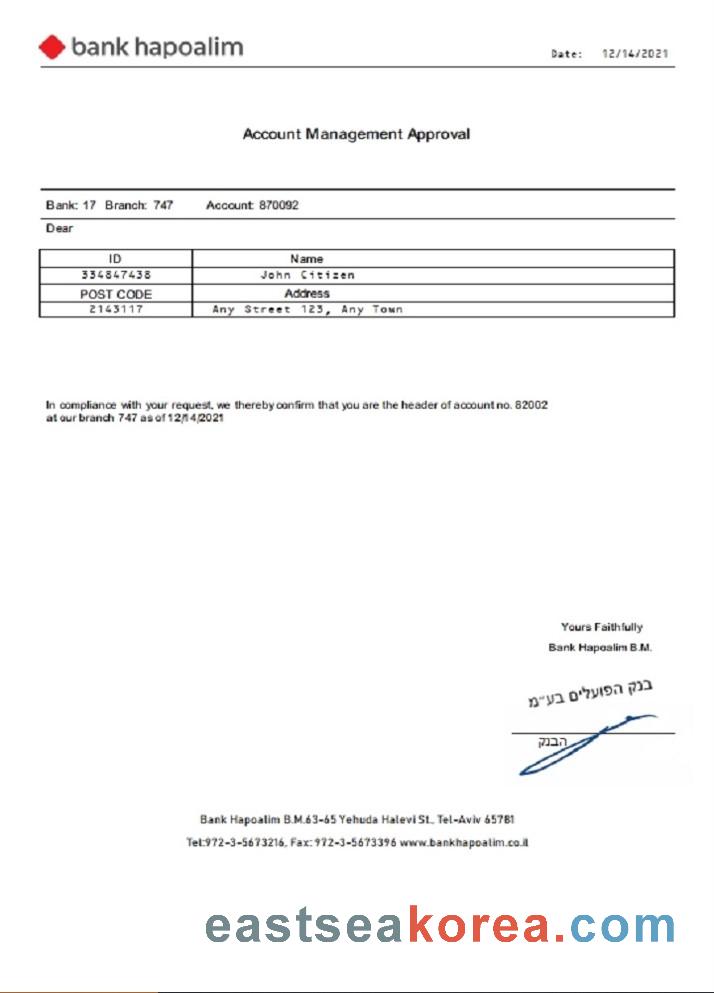 bank hapoalim
Date: 12/14/2021
Account Management Approval
Bank: 17 Branch: 747 Account: 870092
Dear
ID Name
334847438 John Citizen
POST CODE Address
2143117 Any Street 123, Any Town
In compliance with your request, we thereby confirm that you are the header of account no. 82002
at our branch 747 as of 12/14/2021
Yours Faithfully
Bank Hapoalim B.M.
בנק הפועלים בע״מ
הבנק
Bank Hapoalim B.M.63-65 Yehuda Halevi St., Tel-Aviv 65781
Tel:972-3-5673216, Fax: 972-3-5673396 www.bankhapoalim.co.il
eastseakorea.com